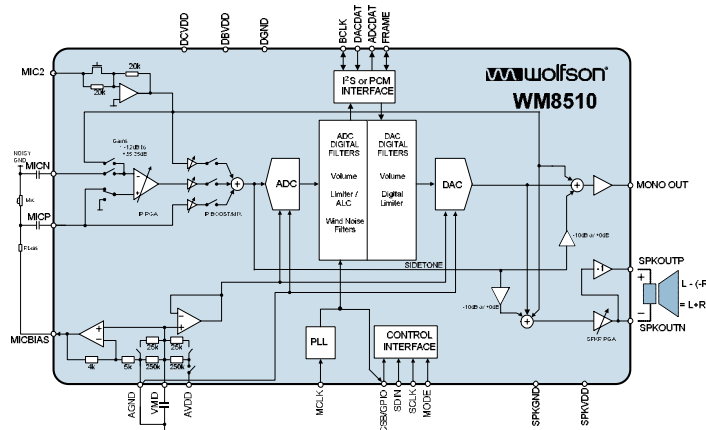 DCVDD
DBVDD
DGND
BCLK
DACDAT
ADCDAT
FRAME
wolfson
WM8510
MIC2
20k
20k
I²S or PCM
INTERFACE
ADC
DIGITAL
FILTERS
Volume
Limiter /
ALC
Wind Noise
Filters
DAC
DIGITAL
FILTERS
Volume
Digital
Limiter
NOISY
GND
MICN
MICP
ADC
DAC
MONO OUT
SIDETONE
-10dB or +0dB
-10dB or +0dB
SPKOUTP
-1
+
L - (-R
= L+R
SPKOUTN
SPKR PGA
MICBIAS
4k
5k
25k
25k
250k
250k
PLL
CONTROL
INTERFACE
AGND
VMID
AVDD
MCLK
CSB/GPIO
SDIN
SCLK
MODE
SPKGND
SPKVDD